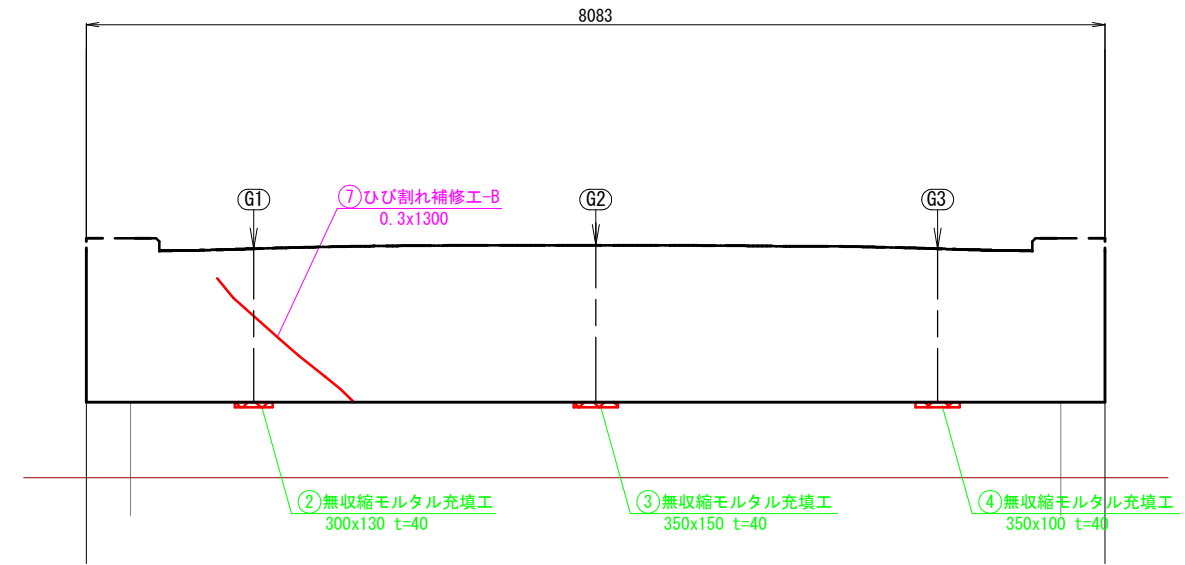 8083
G1
G2
G3
⑦ひび割れ補修工-B
0.3x1300
②無収縮モルタル充填工
300x130 t=40
③無収縮モルタル充填工
350x150 t=40
④無収縮モルタル充填工
350x100 t=40